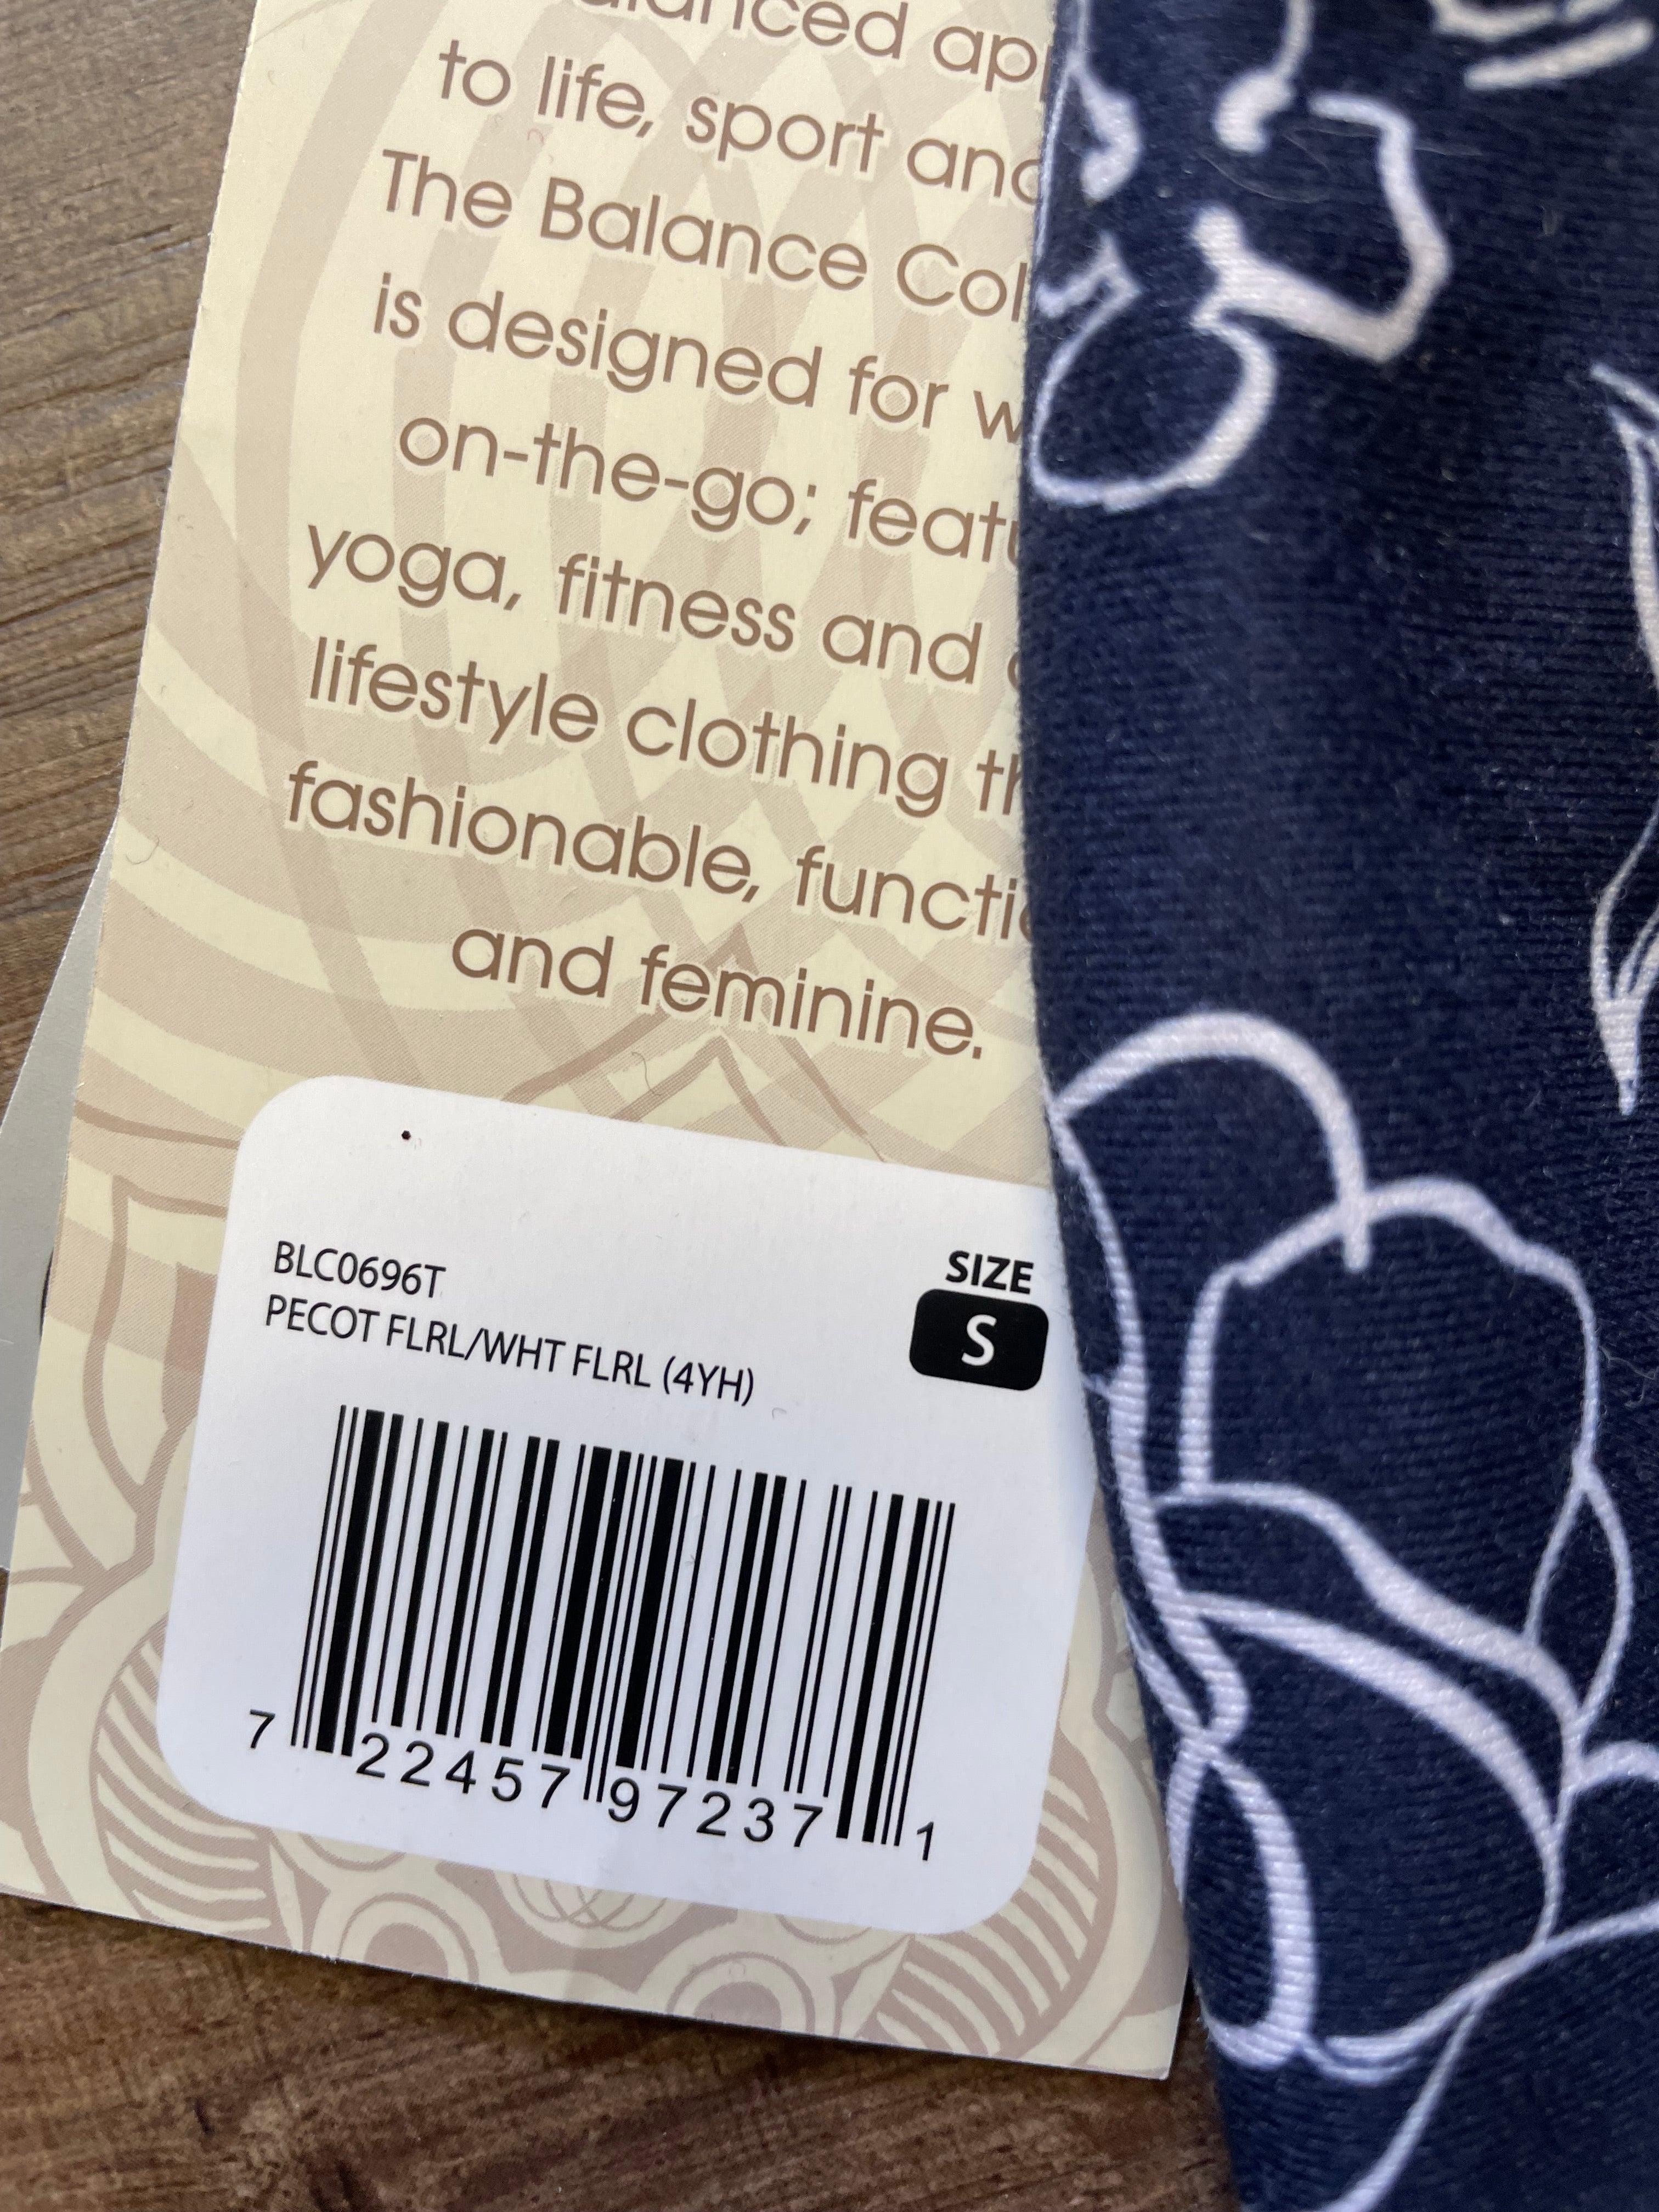 to life, sport and
The Balance Col
is designed for w
on-the-go; featu
yoga, fitness and
lifestyle clothing th
fashionable, functio
and feminine.
BLC0696T
PECOT FLRL/WHT FLRL (4YH)
SIZE
S
7 22457 97237 1